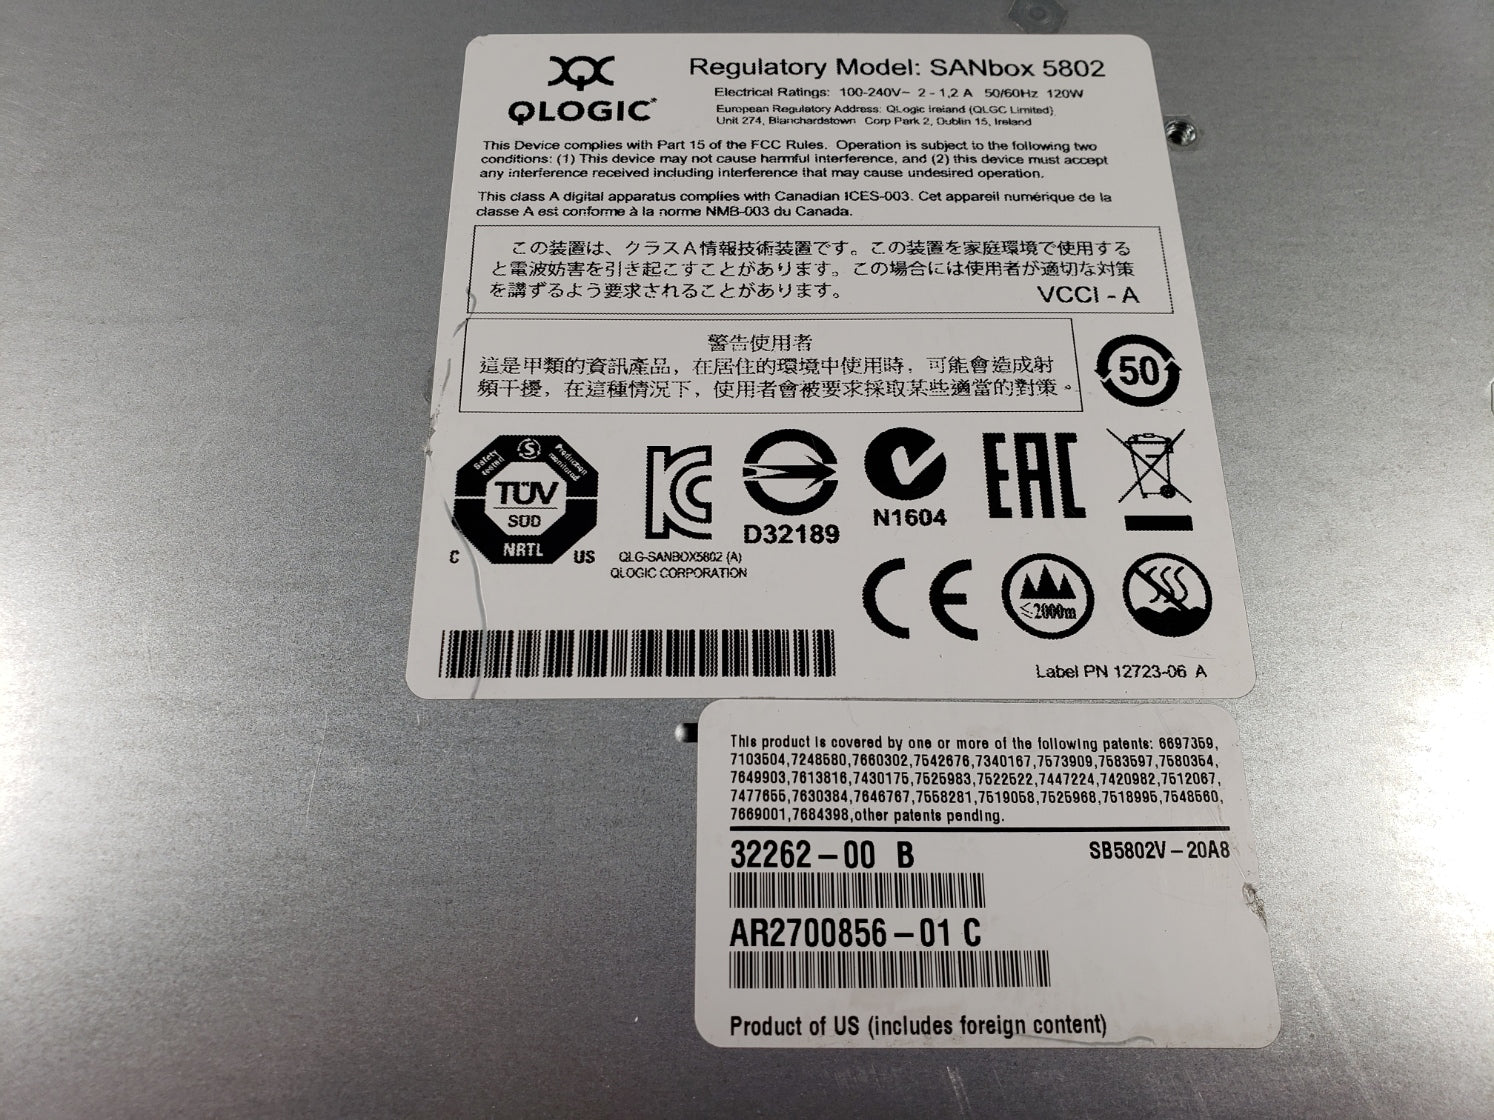 QLOGIC
Regulatory Model: SANbox 5802
Electrical Ratings: 100-240V~ 2 - 1,2 A 50/60Hz 120W
European Regulatory Address: QLogic Ireland (QLGC Limited)
Unit 274, Blanchardstown Corp Park 2, Dublin 15, Ireland
This Device complies with Part 15 of the FCC Rules. Operation is subject to the following two
conditions: (1) This device may not cause harmful interference, and (2) this device must accept
any interference received including interference that may cause undesired operation.
This class A digital apparatus complies with Canadian ICES-003. Cet appareil numérique de la
classe A est conforme à la norme NMB-003 du Canada.
この装置は、クラスA情報技術装置です。この装置を家庭環境で使用する
と電波妨害を引き起こすことがあります。この場合には使用者が適切な対策
を講ずるよう要求されることがあります。
VCCI - A
警告使用者
這是甲類的資訊產品，在居住的環境中使用時，可能會造成射
頻干擾，在這種情況下，使用者會被要求採取某些適當的對策。
50
Safety tested
S
Production monitored
TÜV
SÜD
NRTL
C
US
QLG-SANBOX5802 (A)
QLOGIC CORPORATION
D32189
N1604
EAC
CE
≤2000m
Label PN 12723-06 A
This product is covered by one or more of the following patents: 6697359,
7103504,7248580,7660302,7542676,7340167,7573909,7583597,7580354,
7649903,7613816,7430175,7525983,7522522,7447224,7420982,7512067,
7477655,7630384,7646767,7558281,7519058,7525968,7518995,7548560,
7669001,7684398,other patents pending.
32262-00 B
SB5802V-20A8
AR2700856-01 C
Product of US (includes foreign content)